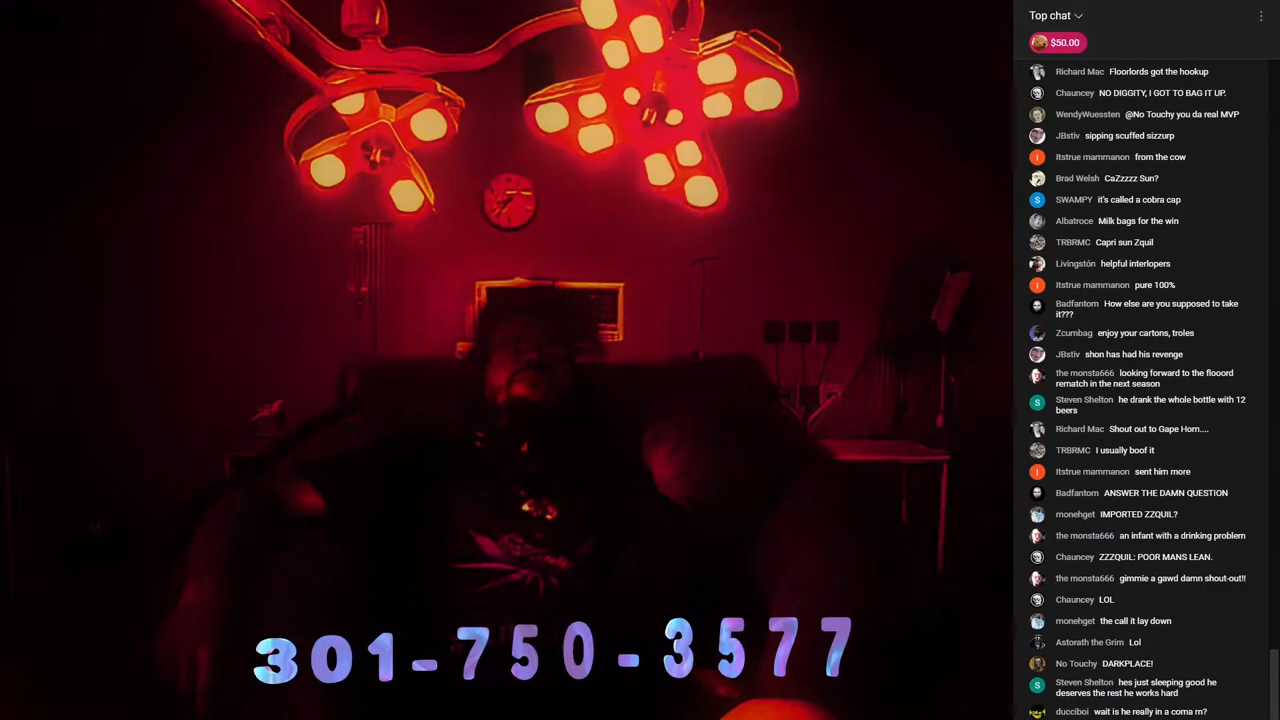 301-750-3577
Top chat
$50.00
Richard Mac Floorlords got the hookup
Chauncey NO DIGGITY, I GOT TO BAG IT UP.
WendyWuessten @No Touchy you da real MVP
JBstiv sipping scuffed sizzurp
I Itstrue mammanon from the cow
Brad Welsh CaZzzzz Sun?
S SWAMPY it's called a cobra cap
Albatroce Milk bags for the win
TRBRMC Capri sun Zquil
Livingstón helpful interlopers
I Itstrue mammanon pure 100%
Badfantom How else are you supposed to take
it???
Zcumbag enjoy your cartons, troles
JBstiv shon has had his revenge
the monsta666 looking forward to the flooord
rematch in the next season
S Steven Shelton he drank the whole bottle with 12
beers
Richard Mac Shout out to Gape Horn....
TRBRMC I usually boof it
I Itstrue mammanon sent him more
Badfantom ANSWER THE DAMN QUESTION
monehget IMPORTED ZZQUIL?
the monsta666 an infant with a drinking problem
Chauncey ZZZQUIL: POOR MANS LEAN.
the monsta666 gimmie a gawd damn shout-out!!
Chauncey LOL
monehget the call it lay down
Astorath the Grim Lol
No Touchy DARKPLACE!
S Steven Shelton hes just sleeping good he
deserves the rest he works hard
ducciboi wait is he really in a coma rn?